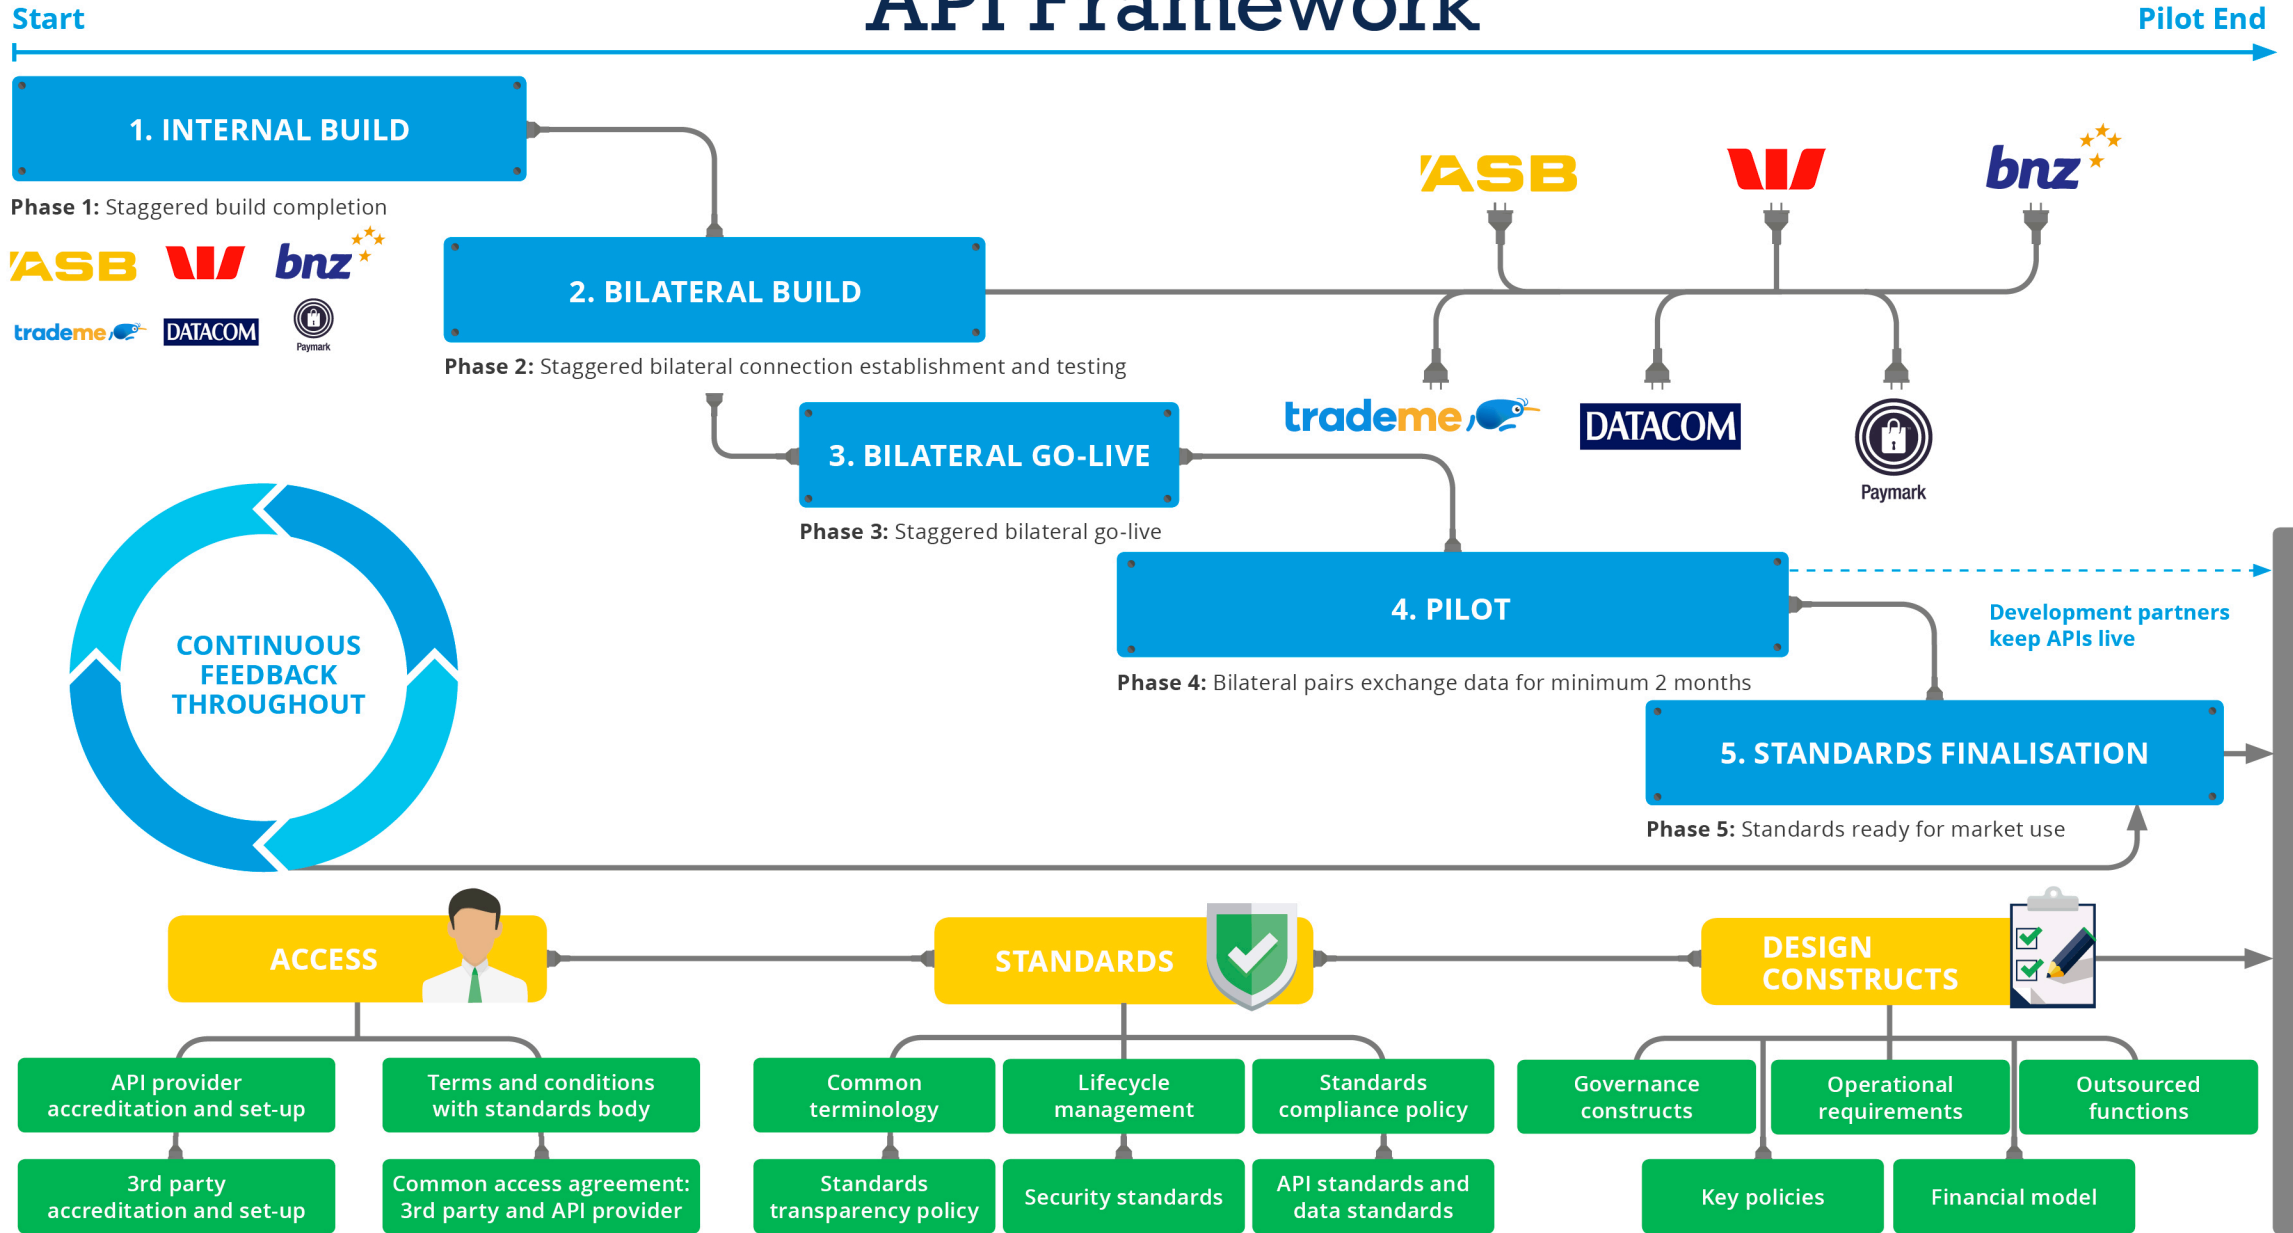 API Framework
Start
Pilot End
1. INTERNAL BUILD
Phase 1: Staggered build completion
ASB
bnz
trademe
DATACOM
Paymark
2. BILATERAL BUILD
Phase 2: Staggered bilateral connection establishment and testing
ASB
bnz
trademe
DATACOM
Paymark
3. BILATERAL GO-LIVE
Phase 3: Staggered bilateral go-live
4. PILOT
Phase 4: Bilateral pairs exchange data for minimum 2 months
Development partners
keep APIs live
5. STANDARDS FINALISATION
Phase 5: Standards ready for market use
CONTINUOUS
FEEDBACK
THROUGHOUT
ACCESS
API provider
accreditation and set-up
Terms and conditions
with standards body
3rd party
accreditation and set-up
Common access agreement:
3rd party and API provider
STANDARDS
Common
terminology
Lifecycle
management
Standards
compliance policy
Standards
transparency policy
Security standards
API standards and
data standards
DESIGN
CONSTRUCTS
Governance
constructs
Operational
requirements
Outsourced
functions
Key policies
Financial model